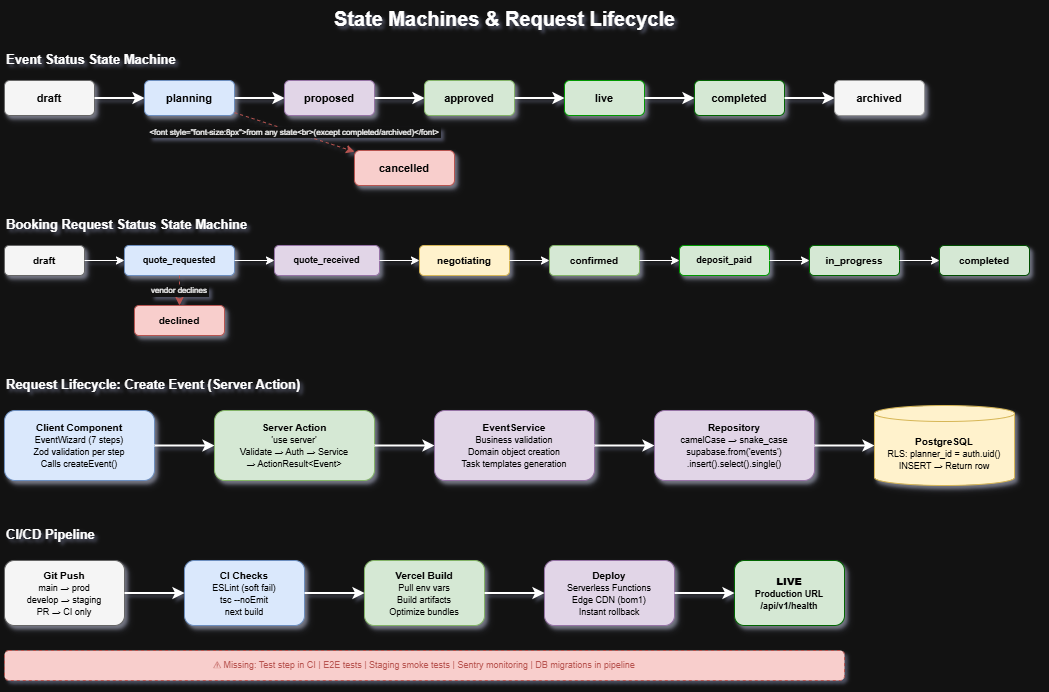 State Machines & Request Lifecycle
Event Status State Machine
draft
planning
proposed
approved
live
completed
archived
<font style="font-size:8px">from any state<br>(except completed/archived)</font>
cancelled
Booking Request Status State Machine
draft
quote_requested
quote_received
negotiating
confirmed
deposit_paid
in_progress
completed
vendor declines
declined
Request Lifecycle: Create Event (Server Action)
Client Component
EventWizard (7 steps)
Zod validation per step
Calls createEvent()
Server Action
'use server'
Validate → Auth → Service
→ ActionResult<Event>
EventService
Business validation
Domain object creation
Task templates generation
Repository
camelCase → snake_case
supabase.from('events')
.insert().select().single()
PostgreSQL
RLS: planner_id = auth.uid()
INSERT → Return row
CI/CD Pipeline
Git Push
main → prod
develop → staging
PR → CI only
CI Checks
ESLint (soft fail)
tsc --noEmit
next build
Vercel Build
Pull env vars
Build artifacts
Optimize bundles
Deploy
Serverless Functions
Edge CDN (bom1)
Instant rollback
LIVE
Production URL
/api/v1/health
⚠ Missing: Test step in CI | E2E tests | Staging smoke tests | Sentry monitoring | DB migrations in pipeline